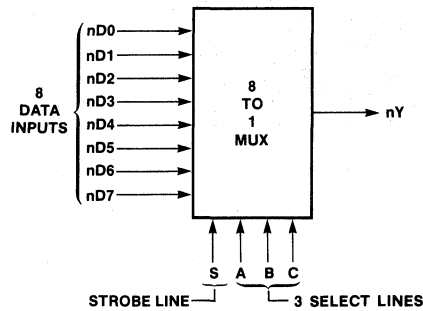 nD0
nD1
nD2
nD3
nD4
nD5
nD6
nD7
8
DATA
INPUTS
8
TO
1
MUX
nY
S A B C
STROBE LINE
3 SELECT LINES